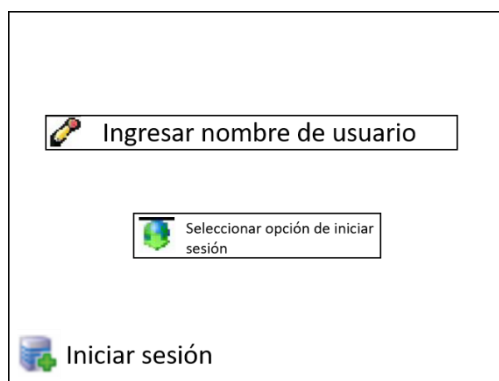 Ingresar nombre de usuario
Seleccionar opción de iniciar
sesión
Iniciar sesión